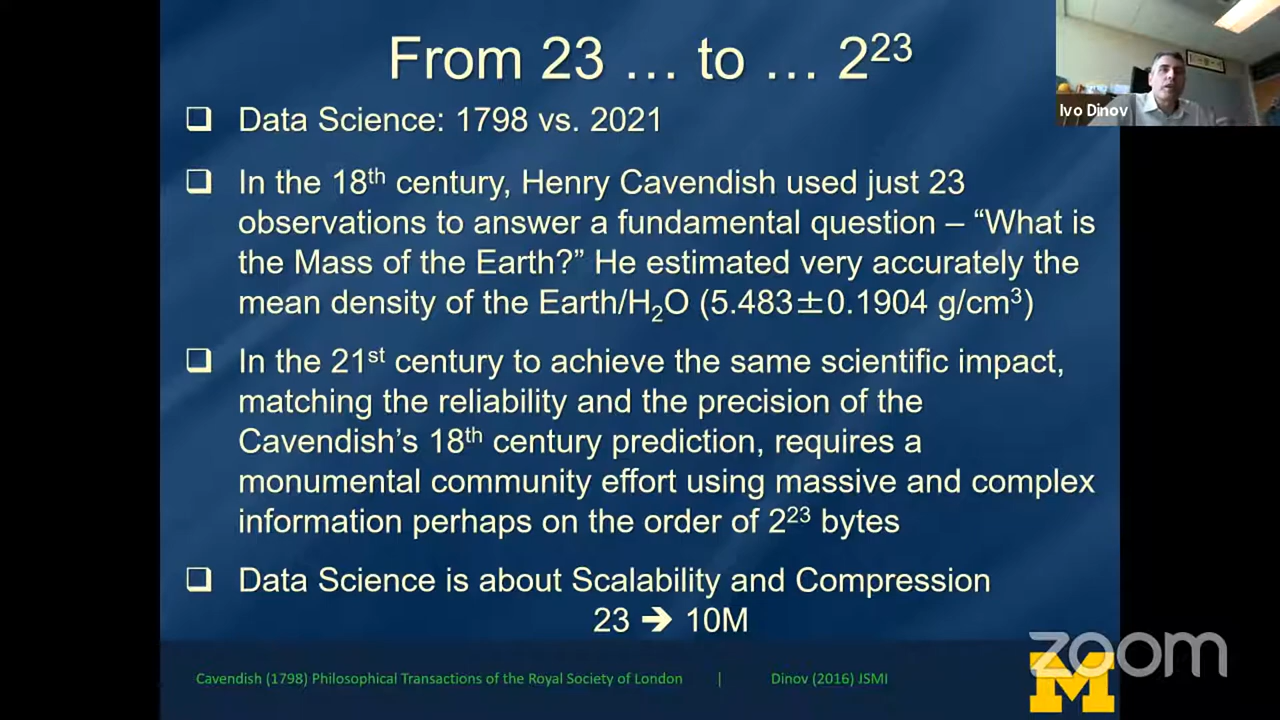 From 23 … to … 2²³
Ivo Dinov
❑ Data Science: 1798 vs. 2021
❑ In the 18th century, Henry Cavendish used just 23
observations to answer a fundamental question – “What is
the Mass of the Earth?” He estimated very accurately the
mean density of the Earth/H₂O (5.483±0.1904 g/cm³)
❑ In the 21st century to achieve the same scientific impact,
matching the reliability and the precision of the
Cavendish’s 18th century prediction, requires a
monumental community effort using massive and complex
information perhaps on the order of 2²³ bytes
❑ Data Science is about Scalability and Compression
23 ➔ 10M
Cavendish (1798) Philosophical Transactions of the Royal Society of London | Dinov (2016) JSMI
M
zoom